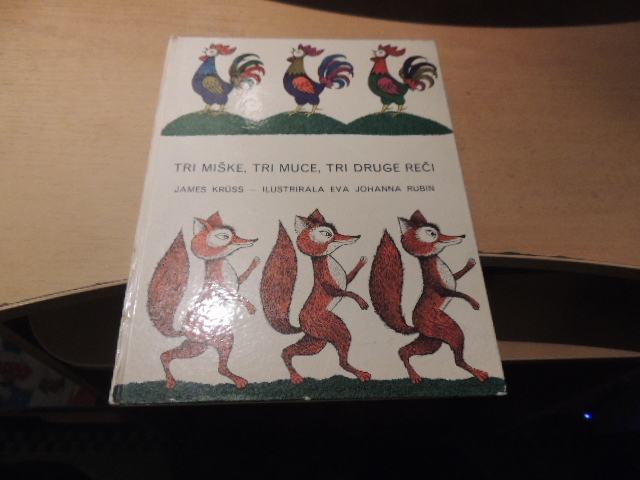 TRI MIŠKE, TRI MUCE, TRI DRUGE REČI
JAMES KRÜSS — ILUSTRIRALA EVA JOHANNA RUBIN